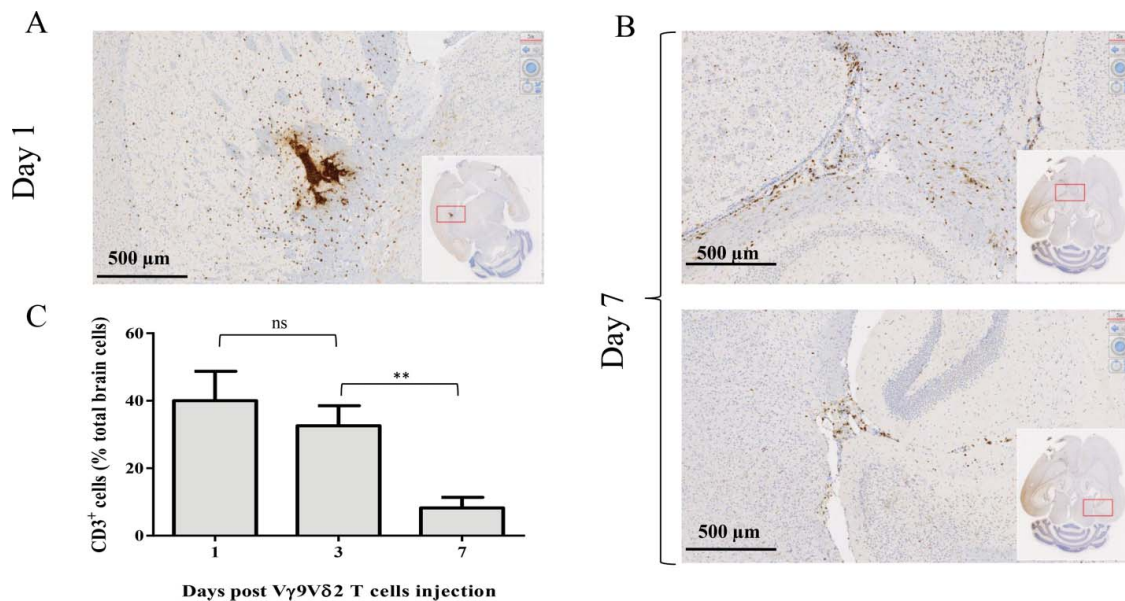 A
Day 1
500 µm
B
Day 7
500 µm
500 µm
C
CD3⁺ cells (% total brain cells)
60
40
20
0
ns
**
1 3 7
Days post Vγ9Vδ2 T cells injection